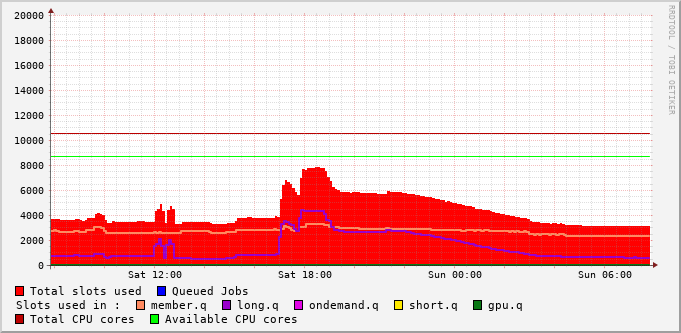 RRDTOOL / TOBI OETIKER
20000
18000
16000
14000
12000
10000
8000
6000
4000
2000
0
Sat 12:00 Sat 18:00 Sun 00:00 Sun 06:00
Total slots used Queued Jobs
Slots used in : member.q long.q ondemand.q short.q gpu.q
Total CPU cores Available CPU cores